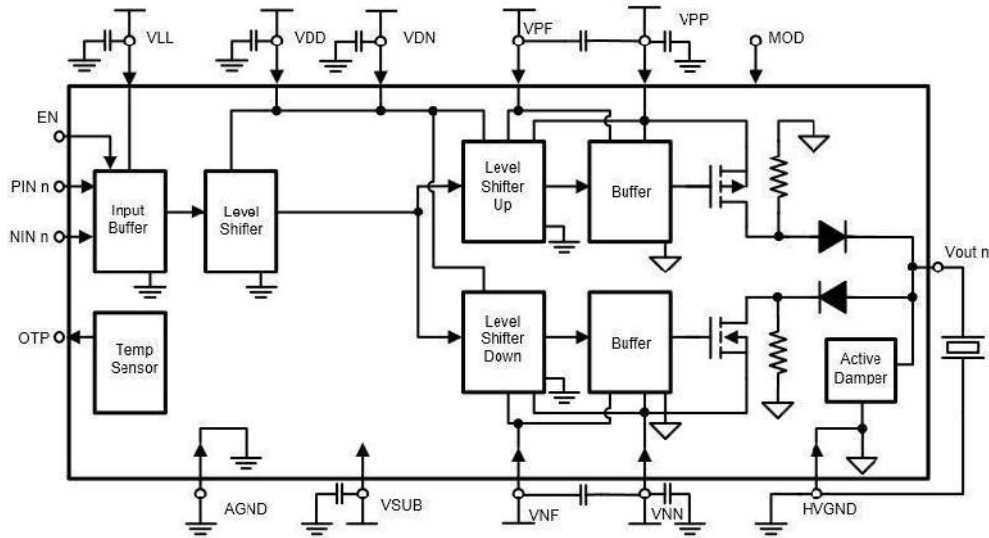 VLL
VDD
VDN
VPF
VPP
MOD
EN
PIN n
NIN n
Input
Buffer
Level
Shifter
Level
Shifter
Up
Buffer
Vout n
OTP
Temp
Sensor
Level
Shifter
Down
Buffer
Active
Damper
AGND
VSUB
VNF
VNN
HVGND